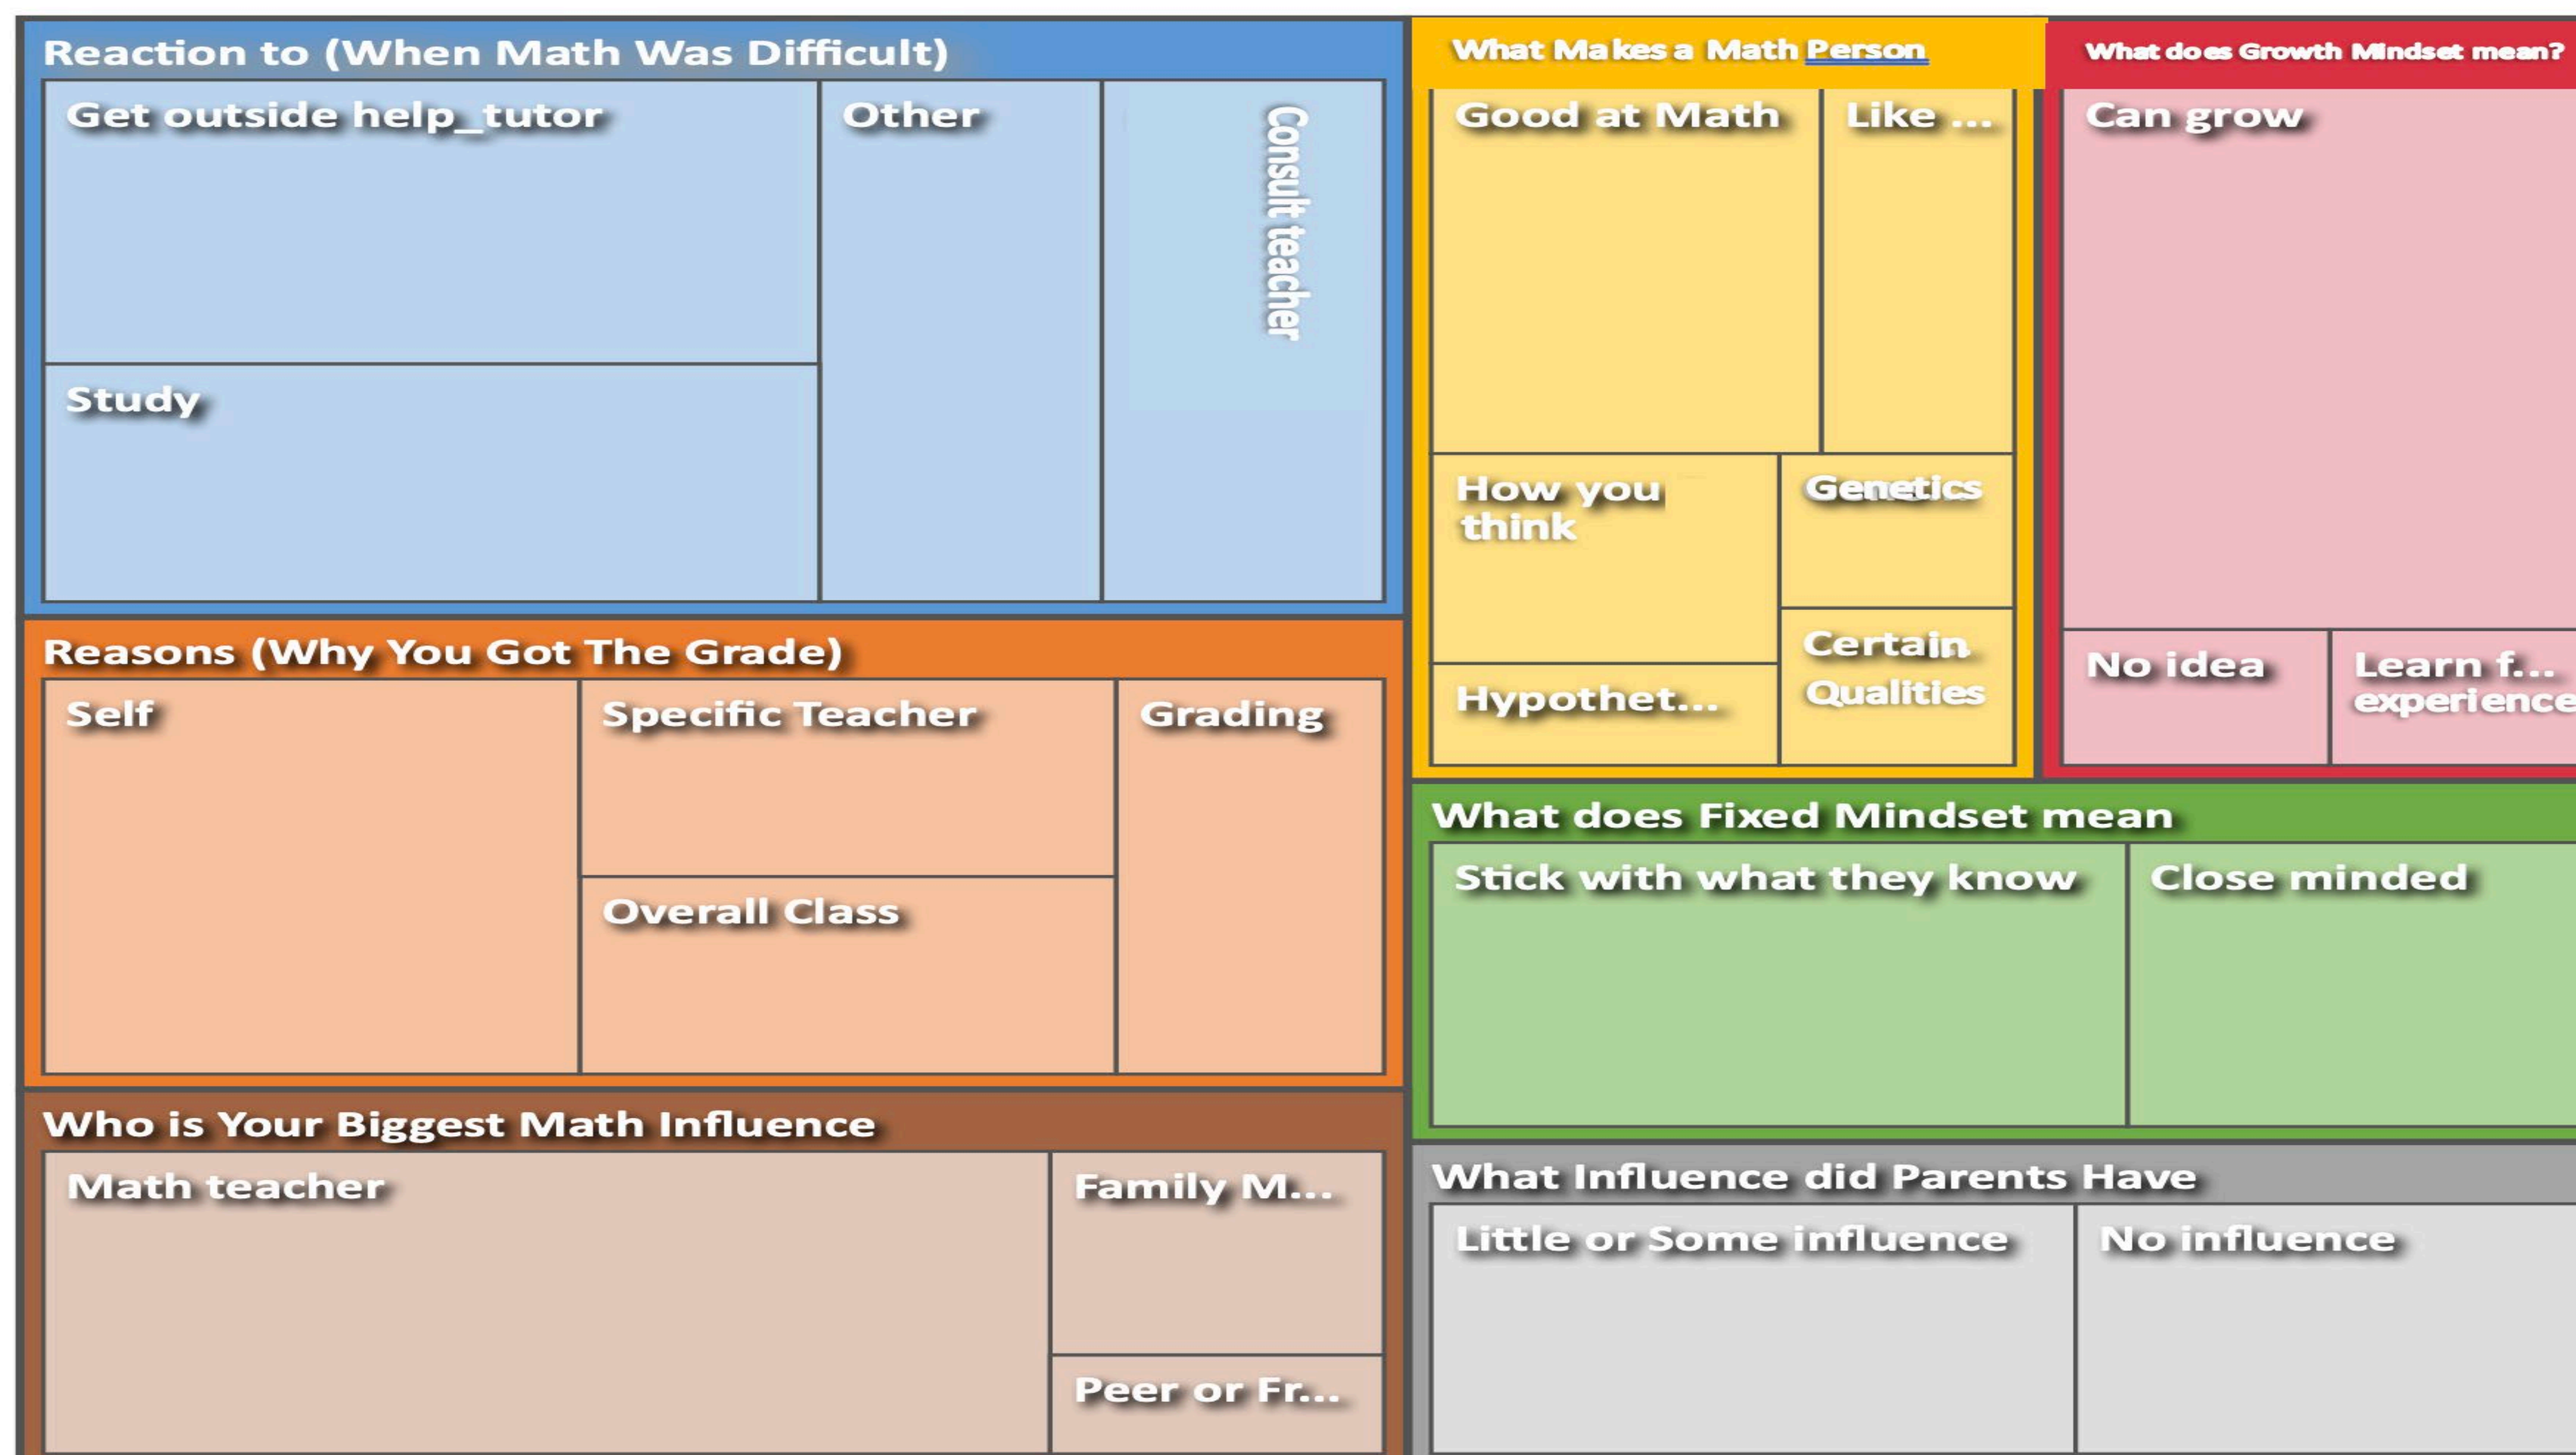 Reaction to (When Math Was Difficult)
Get outside help_tutor
Other
Consult teacher
Study
Reasons (Why You Got The Grade)
Self
Specific Teacher
Grading
Overall Class
Who is Your Biggest Math Influence
Math teacher
Family M...
Peer or Fr...
What Makes a Math Person
Good at Math
Like ...
How you
think
Genetics
Certain
Qualities
Hypothet...
What does Growth Mindset mean?
Can grow
No idea
Learn f...
experience
What does Fixed Mindset mean
Stick with what they know
Close minded
What Influence did Parents Have
Little or Some influence
No influence